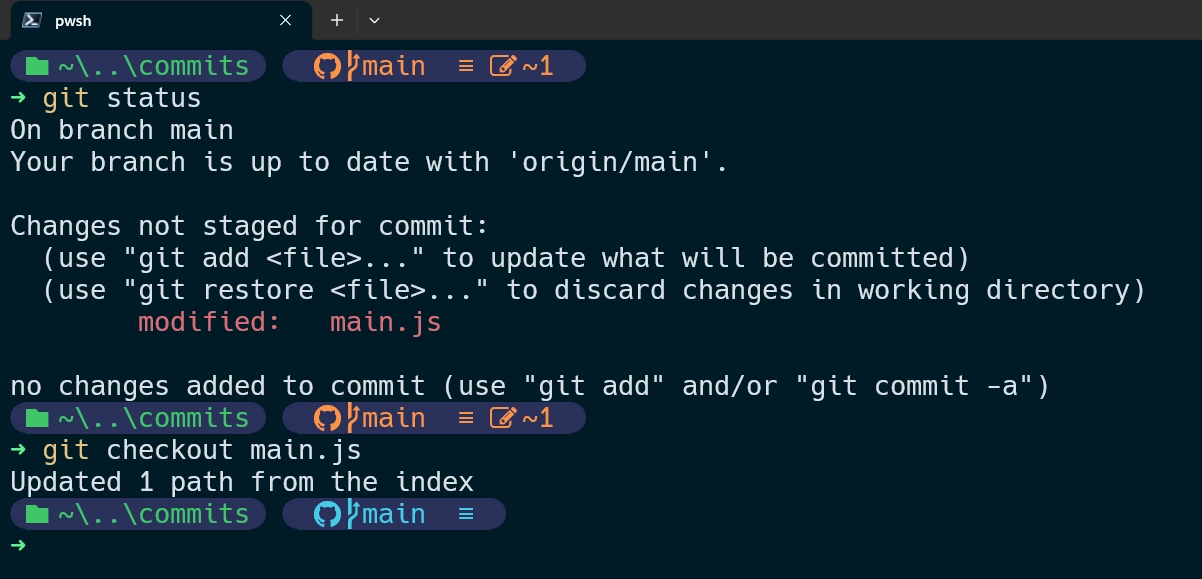 pwsh
~\..\commits main ≡ ~1
➜ git status
On branch main
Your branch is up to date with 'origin/main'.
Changes not staged for commit:
(use "git add <file>..." to update what will be committed)
(use "git restore <file>..." to discard changes in working directory)
modified: main.js
no changes added to commit (use "git add" and/or "git commit -a")
~\..\commits main ≡ ~1
➜ git checkout main.js
Updated 1 path from the index
~\..\commits main ≡
➜